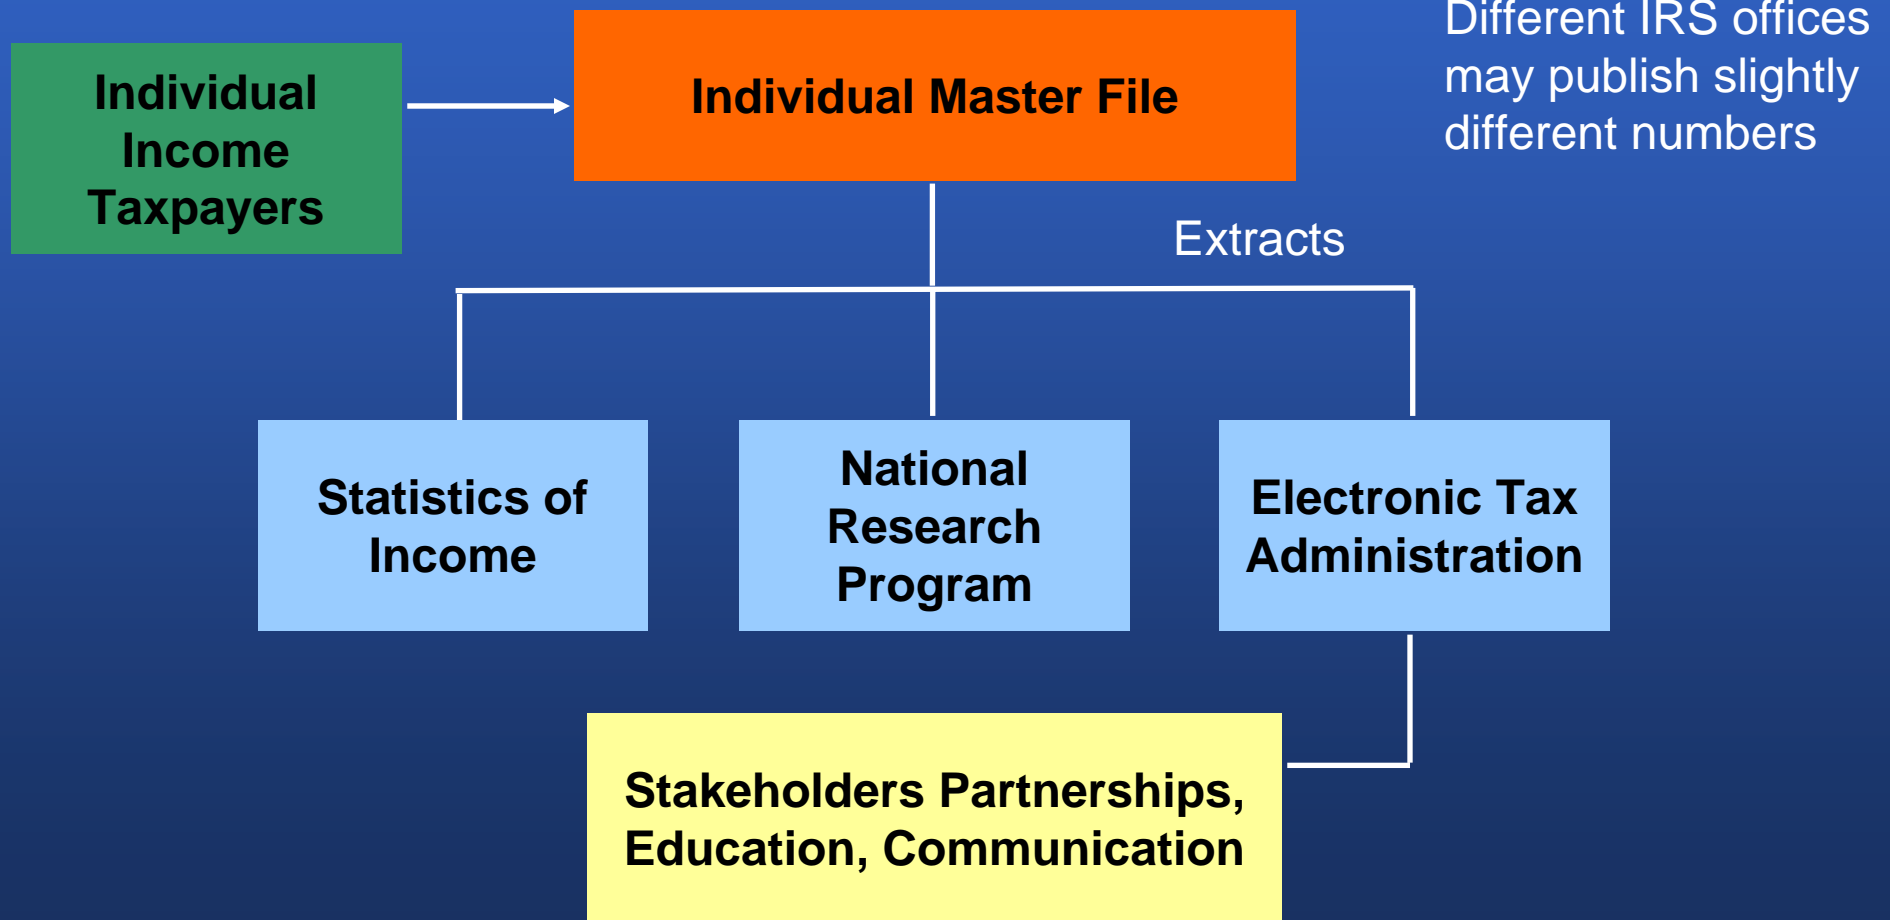 Individual
Income
Taxpayers
Individual Master File
Different IRS offices
may publish slightly
different numbers
Extracts
Statistics of
Income
National
Research
Program
Electronic Tax
Administration
Stakeholders Partnerships,
Education, Communication